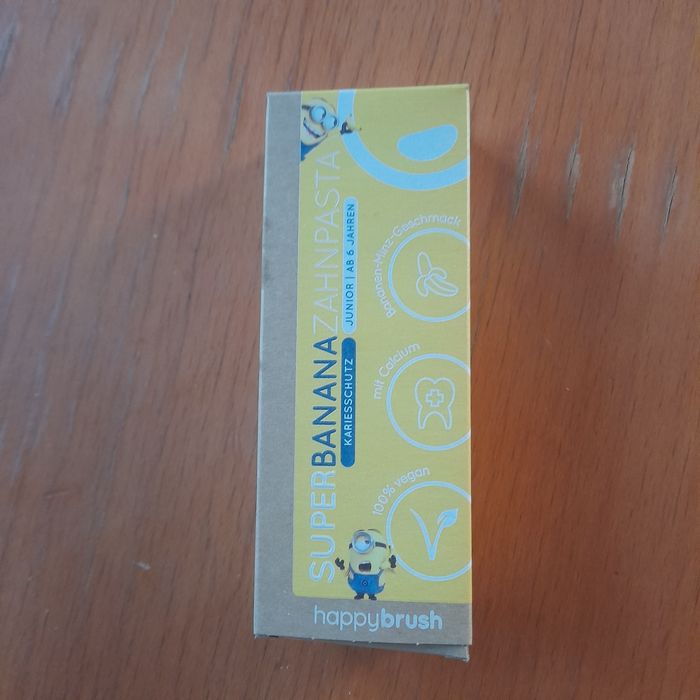 SUPERBANANAZAHNPASTA
KARIESSCHUTZ
JUNIOR | AB 6 JAHREN
100% vegan
mit Calcium
Bananen-Minz-Geschmack
happybrush